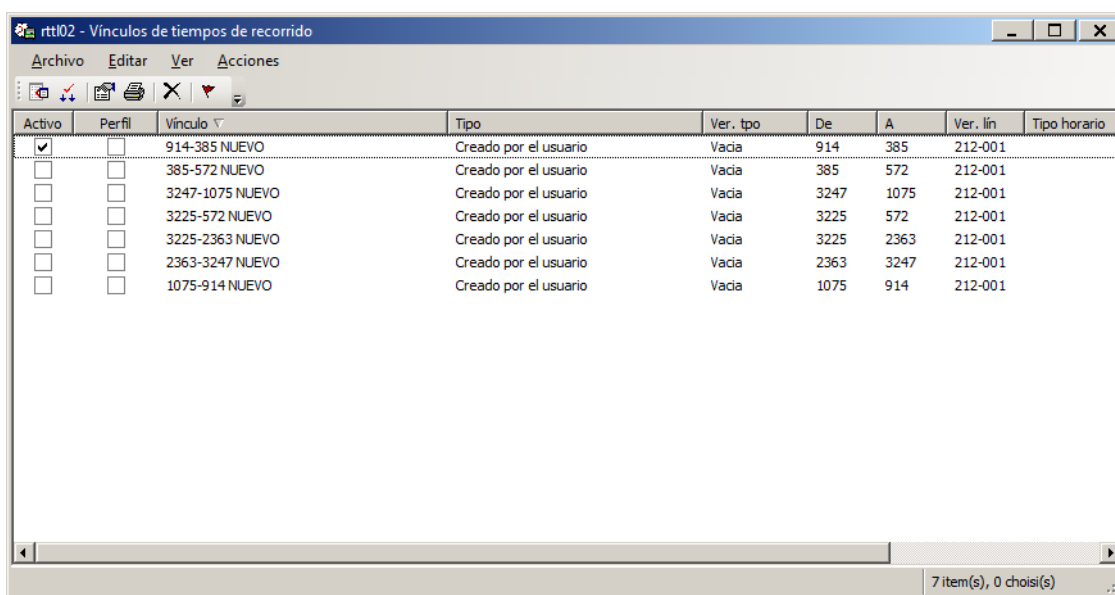 rttl02 - Vínculos de tiempos de recorrido
Archivo Editar Ver Acciones
Activo Perfil Vínculo Tipo Ver. tpo De A Ver. lín Tipo horario
914-385 NUEVO Creado por el usuario Vacia 914 385 212-001
385-572 NUEVO Creado por el usuario Vacia 385 572 212-001
3247-1075 NUEVO Creado por el usuario Vacia 3247 1075 212-001
3225-572 NUEVO Creado por el usuario Vacia 3225 572 212-001
3225-2363 NUEVO Creado por el usuario Vacia 3225 2363 212-001
2363-3247 NUEVO Creado por el usuario Vacia 2363 3247 212-001
1075-914 NUEVO Creado por el usuario Vacia 1075 914 212-001
7 item(s), 0 choisi(s)